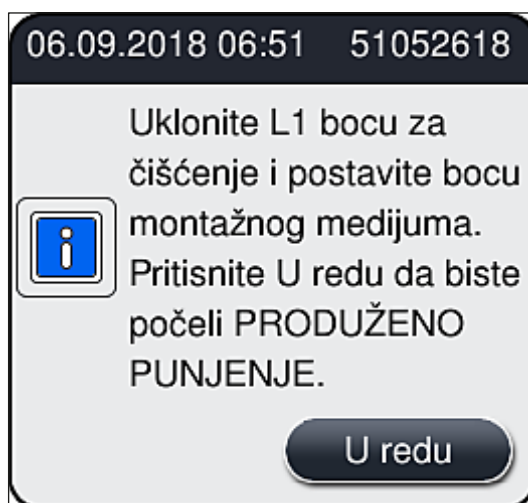 06.09.2018 06:51 51052618
Uklonite L1 bocu za
čišćenje i postavite bocu
montažnog medijuma.
Pritisnite U redu da biste
počeli PRODUŽENO
PUNJENJE.
U redu